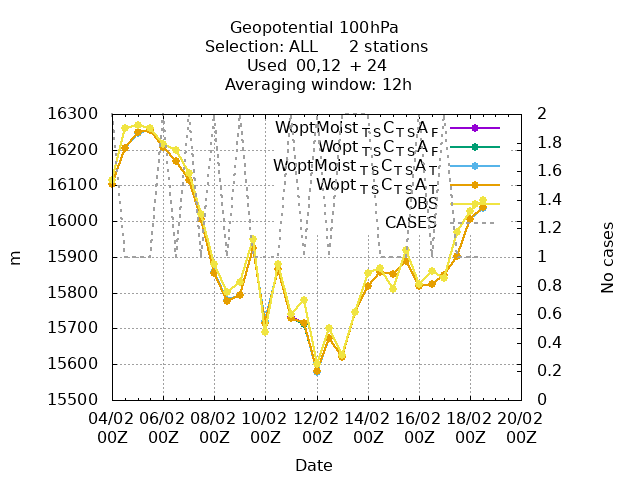 Geopotential 100hPa
Selection: ALL 2 stations
Used 00,12 + 24
Averaging window: 12h
16300
16200
16100
16000
15900
15800
15700
15600
15500
m
2
1.8
1.6
1.4
1.2
1
0.8
0.6
0.4
0.2
0
No cases
WoptMoist TS C TS A F
Wopt TS C TS A F
WoptMoist TS C TS A T
Wopt TS C TS A T
OBS
CASES
04/02 06/02 08/02 10/02 12/02 14/02 16/02 18/02 20/02
00Z 00Z 00Z 00Z 00Z 00Z 00Z 00Z 00Z
Date